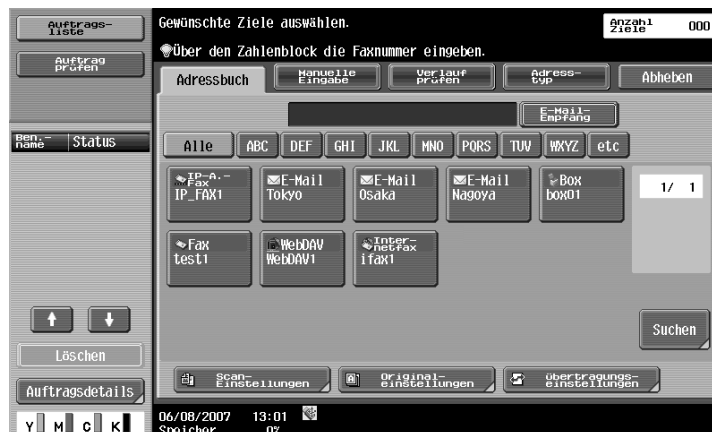 Auftrags-
liste
Auftrag
prüfen
Ben.-
name
Status
Löschen
Auftragsdetails
Y M C K
Gewünschte Ziele auswählen.
Über den Zahlenblock die Faxnummer eingeben.
Anzahl
Ziele
000
Adressbuch
Manuelle
Eingabe
Verlauf
prüfen
Adress-
typ
Abheben
E-Mail-
Empfang
Alle ABC DEF GHI JKL MNO PQRS TUV WXYZ etc
IP-A.-
Fax
IP_FAX1
E-Mail
Tokyo
E-Mail
Osaka
E-Mail
Nagoya
Box
box01
1/ 1
Fax
test1
WebDAV
WebDAV1
Inter-
netfax
ifax1
Suchen
Scan-
Einstellungen
Original-
einstellungen
Übertragungs-
einstellungen
06/08/2007 13:01
Speicher 0%